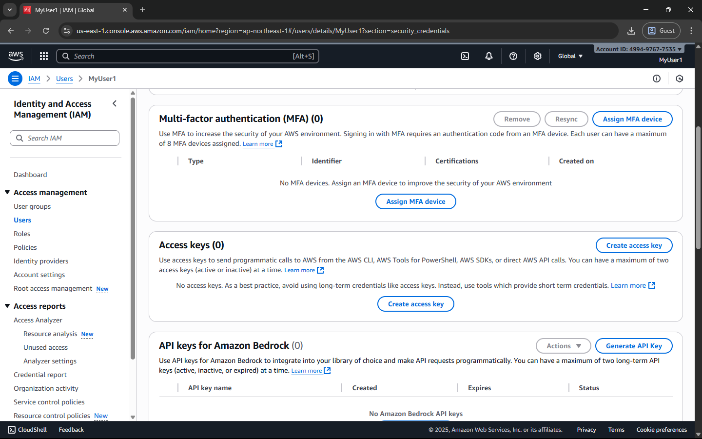 MyUser1 | IAM | Global
us-east-1.console.aws.amazon.com/iam/home?region=ap-northeast-1#/users/details/MyUser1?section=security_credentials
Guest
aws
Search
[Alt+S]
Global
Account ID: 4994-9767-7535
MyUser1
IAM
Users
MyUser1
Identity and Access
Management (IAM)
Search IAM
Dashboard
Access management
User groups
Users
Roles
Policies
Identity providers
Account settings
Root access management New
Access reports
Access Analyzer
Resource analysis New
Unused access
Analyzer settings
Credential report
Organization activity
Service control policies
Resource control policies New
Multi-factor authentication (MFA) (0)
Remove
Resync
Assign MFA device
Use MFA to increase the security of your AWS environment. Signing in with MFA requires an authentication code from an MFA device. Each user can have a maximum
of 8 MFA devices assigned. Learn more
Type
Identifier
Certifications
Created on
No MFA devices. Assign an MFA device to improve the security of your AWS environment
Assign MFA device
Access keys (0)
Create access key
Use access keys to send programmatic calls to AWS from the AWS CLI, AWS Tools for PowerShell, AWS SDKs, or direct AWS API calls. You can have a maximum of two
access keys (active or inactive) at a time. Learn more
No access keys. As a best practice, avoid using long-term credentials like access keys. Instead, use tools which provide short term credentials. Learn more
Create access key
API keys for Amazon Bedrock (0)
Actions
Generate API Key
Use API keys for Amazon Bedrock to integrate into your library of choice and make API requests programmatically. You can have a maximum of two long-term API
keys (active, inactive, or expired) at a time. Learn more
API key name
Created
Expires
Status
No Amazon Bedrock API keys
CloudShell
Feedback
© 2025, Amazon Web Services, Inc. or its affiliates.
Privacy
Terms
Cookie preferences